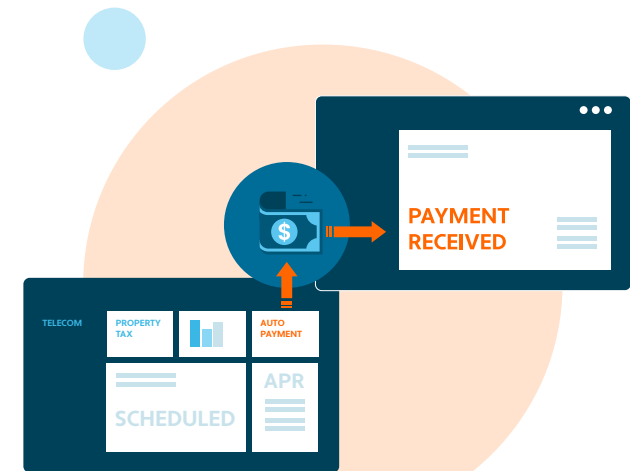 PAYMENT
RECEIVED
$
TELECOM
PROPERTY
TAX
AUTO
PAYMENT
SCHEDULED
APR